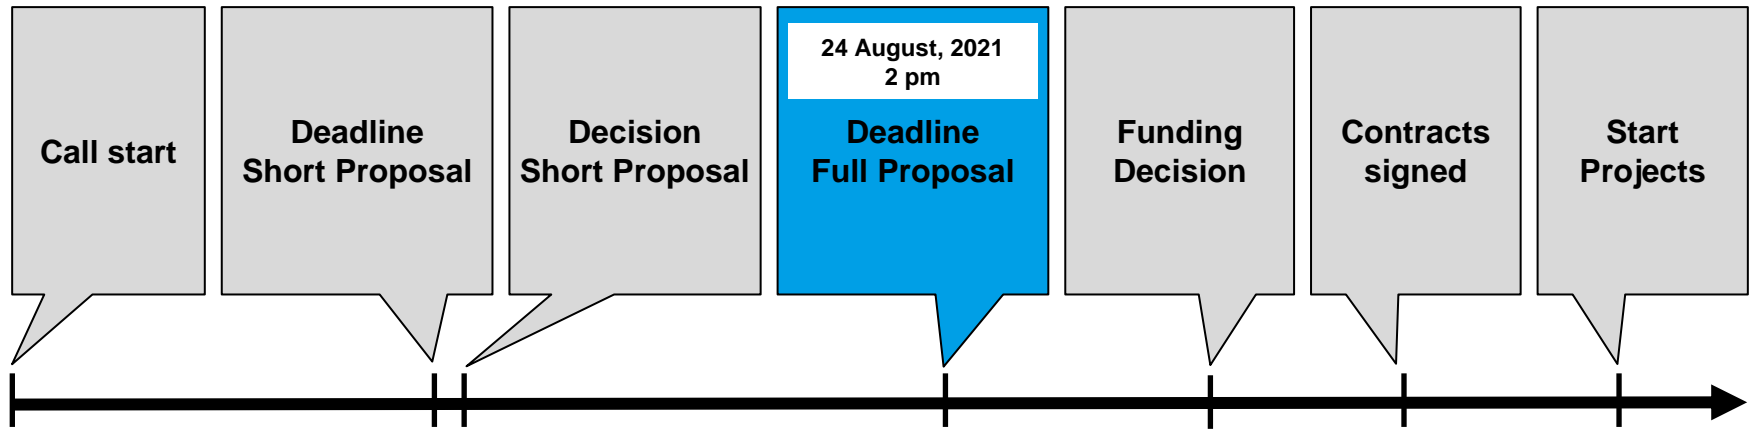 Call start
Deadline
Short Proposal
Decision
Short Proposal
24 August, 2021
2 pm
Deadline
Full Proposal
Funding
Decision
Contracts
signed
Start
Projects